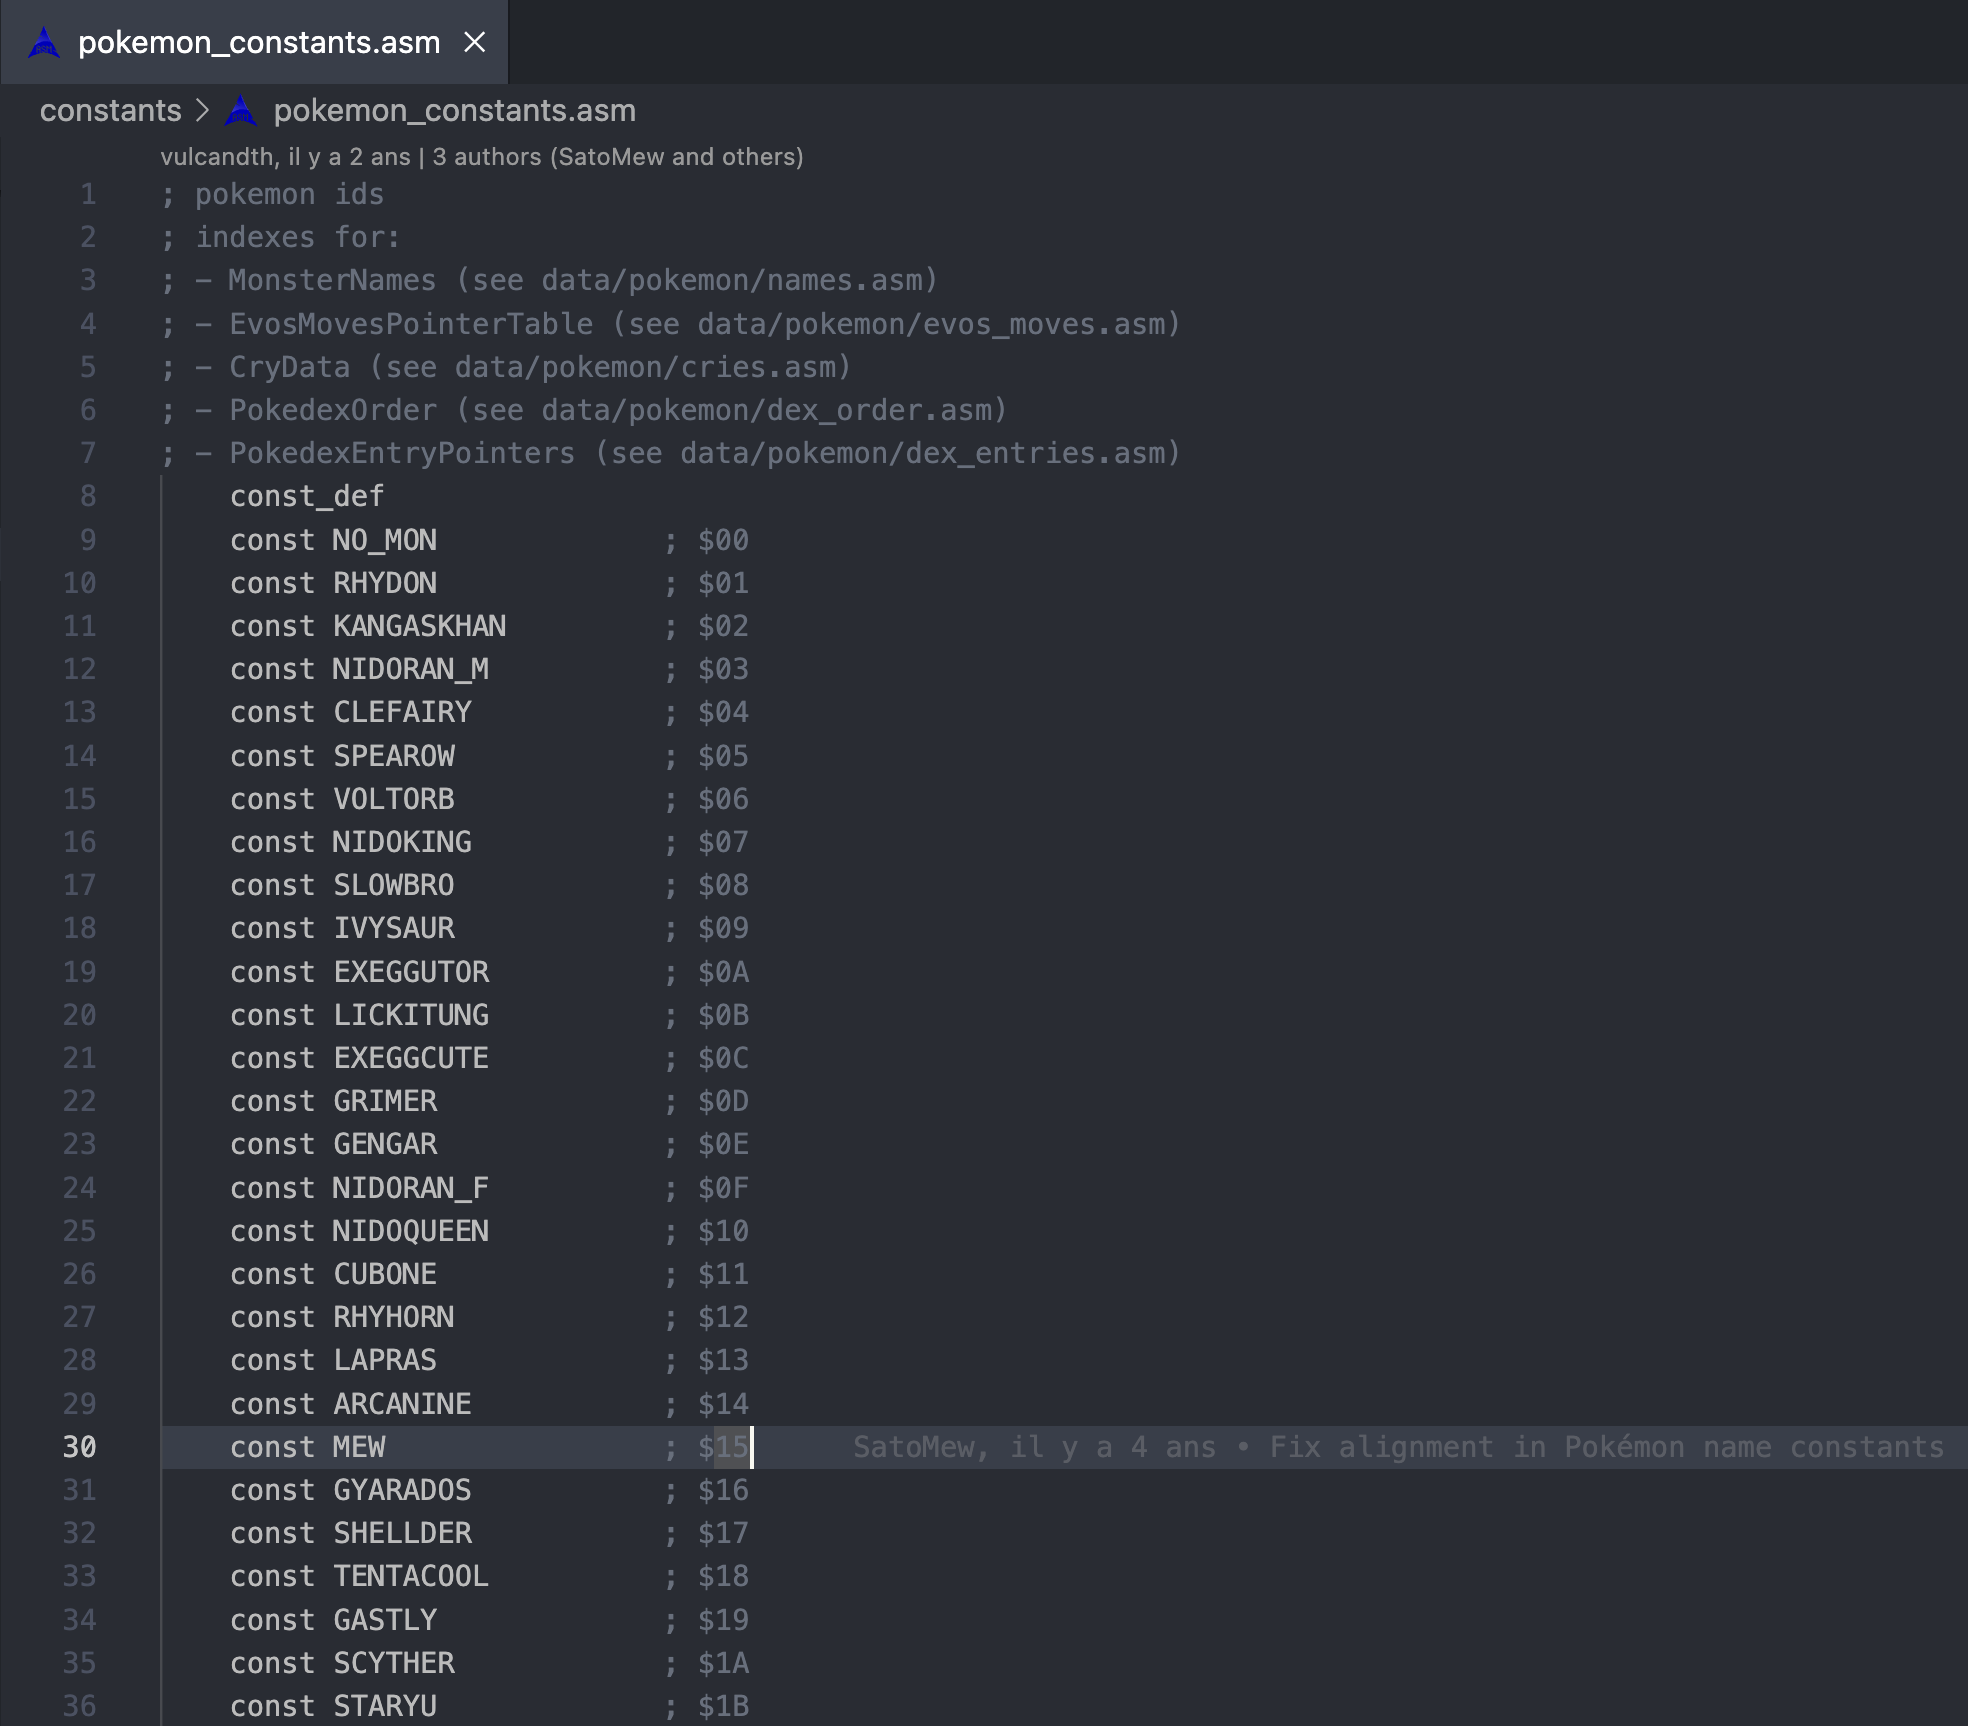 pokemon_constants.asm
constants > pokemon_constants.asm
vulcandth, il y a 2 ans | 3 authors (SatoMew and others)
1 ; pokemon ids
2 ; indexes for:
3 ; - MonsterNames (see data/pokemon/names.asm)
4 ; - EvosMovesPointerTable (see data/pokemon/evos_moves.asm)
5 ; - CryData (see data/pokemon/cries.asm)
6 ; - PokedexOrder (see data/pokemon/dex_order.asm)
7 ; - PokedexEntryPointers (see data/pokemon/dex_entries.asm)
8 const_def
9 const NO_MON ; $00
10 const RHYDON ; $01
11 const KANGASKHAN ; $02
12 const NIDORAN_M ; $03
13 const CLEFAIRY ; $04
14 const SPEAROW ; $05
15 const VOLTORB ; $06
16 const NIDOKING ; $07
17 const SLOWBRO ; $08
18 const IVYSAUR ; $09
19 const EXEGGUTOR ; $0A
20 const LICKITUNG ; $0B
21 const EXEGGCUTE ; $0C
22 const GRIMER ; $0D
23 const GENGAR ; $0E
24 const NIDORAN_F ; $0F
25 const NIDOQUEEN ; $10
26 const CUBONE ; $11
27 const RHYHORN ; $12
28 const LAPRAS ; $13
29 const ARCANINE ; $14
30 const MEW ; $15 SatoMew, il y a 4 ans • Fix alignment in Pokémon name constants
31 const GYARADOS ; $16
32 const SHELLDER ; $17
33 const TENTACOOL ; $18
34 const GASTLY ; $19
35 const SCYTHER ; $1A
36 const STARYU ; $1B